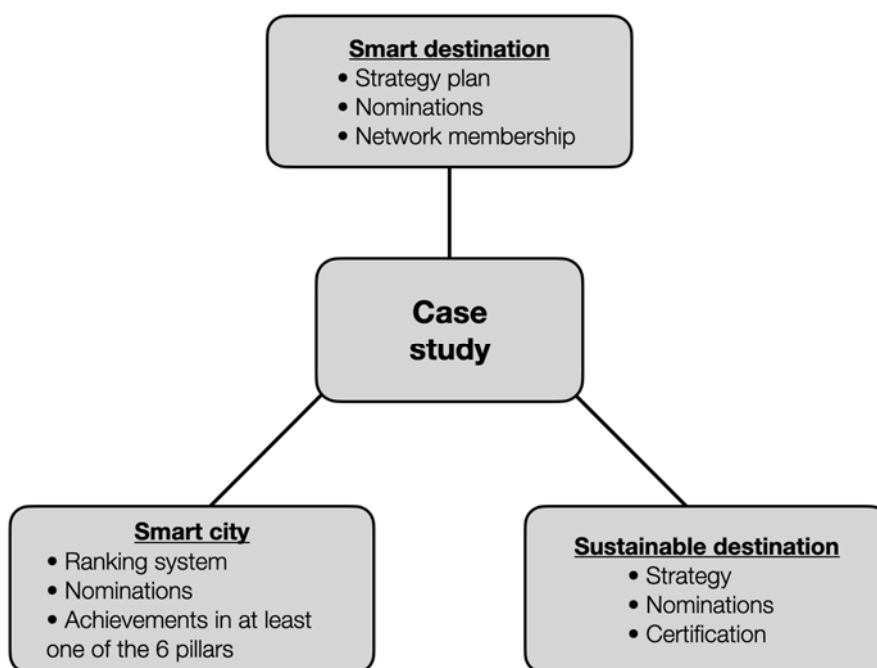 Smart destination
• Strategy plan
• Nominations
• Network membership
Case
study
Smart city
• Ranking system
• Nominations
• Achievements in at least
one of the 6 pillars
Sustainable destination
• Strategy
• Nominations
• Certification